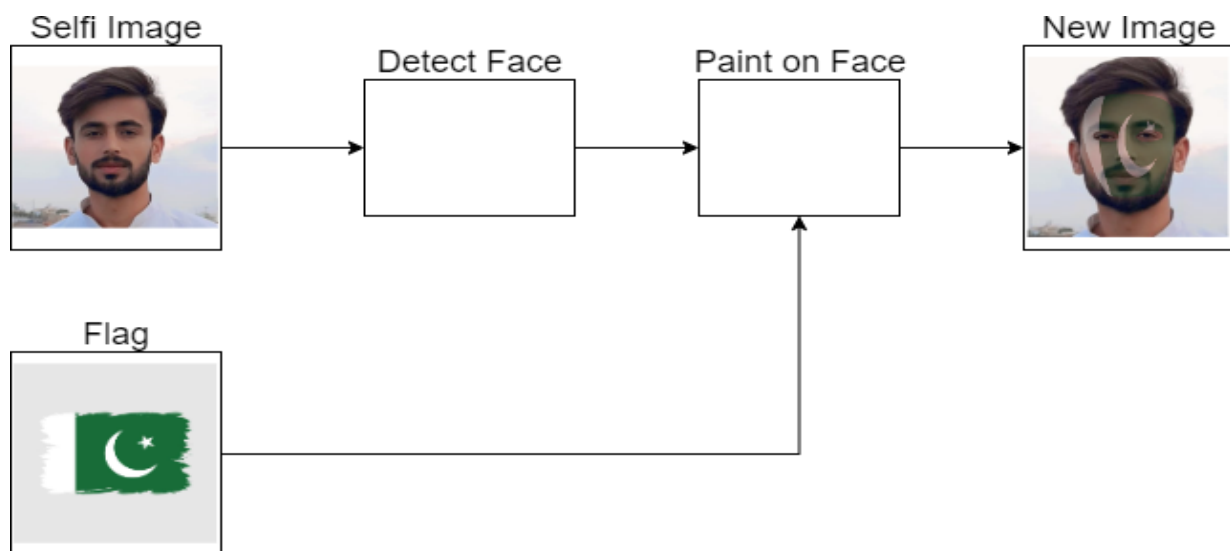 Selfi Image
Detect Face
Paint on Face
New Image
Flag